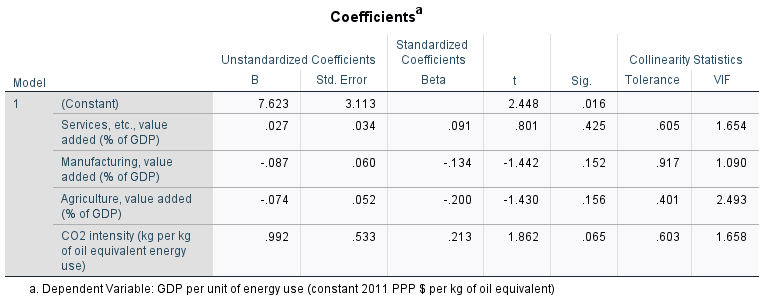 Coefficientsa
Unstandardized Coefficients Standardized Coefficients Collinearity Statistics
Model B Std. Error Beta t Sig. Tolerance VIF
1 (Constant) 7.623 3.113 2.448 .016
Services, etc., value added (% of GDP) .027 .034 .091 .801 .425 .605 1.654
Manufacturing, value added (% of GDP) -.087 .060 -.134 -1.442 .152 .917 1.090
Agriculture, value added (% of GDP) -.074 .052 -.200 -1.430 .156 .401 2.493
CO2 intensity (kg per kg of oil equivalent energy use) .992 .533 .213 1.862 .065 .603 1.658
a. Dependent Variable: GDP per unit of energy use (constant 2011 PPP $ per kg of oil equivalent)